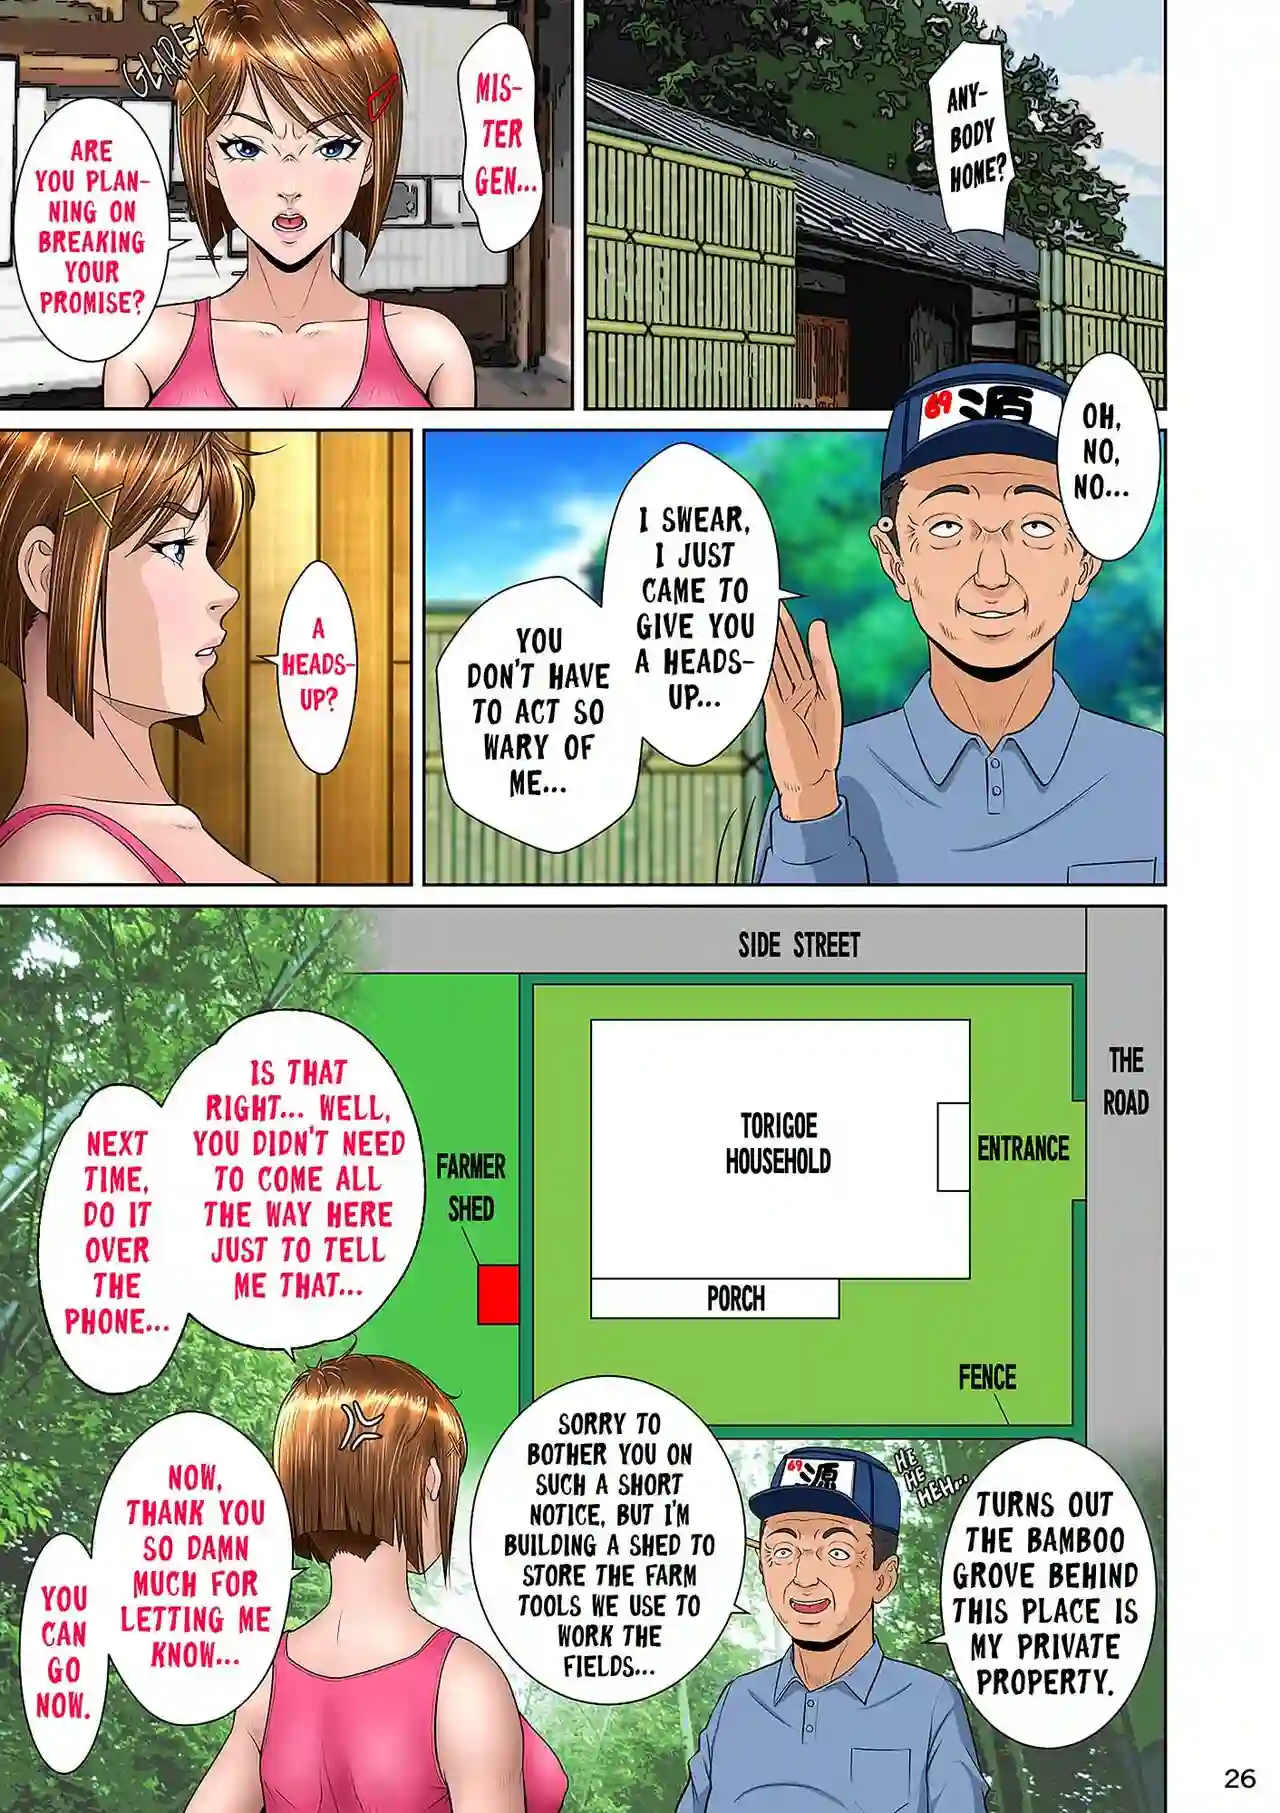 ANY-
BODY
HOME?
MIS-
TER
GEN...
GLARE!
ARE
YOU PLAN-
NING ON
BREAKING
YOUR
PROMISE?
69 源
OH,
NO,
NO...
I SWEAR,
I JUST
CAME TO
GIVE YOU
A HEADS-
UP...
YOU
DON'T HAVE
TO ACT SO
WARY OF
ME...
A
HEADS-
UP?
SIDE STREET
THE
ROAD
TORIGOE
HOUSEHOLD
ENTRANCE
FARMER
SHED
PORCH
FENCE
TURNS OUT
THE BAMBOO
GROVE BEHIND
THIS PLACE IS
MY PRIVATE
PROPERTY.
HE
HE
HEH..
69 源
SORRY TO
BOTHER YOU ON
SUCH A SHORT
NOTICE, BUT I'M
BUILDING A SHED TO
STORE THE FARM
TOOLS WE USE TO
WORK THE
FIELDS...
IS THAT
RIGHT... WELL,
YOU DIDN'T NEED
TO COME ALL
THE WAY HERE
JUST TO TELL
ME THAT...
NEXT
TIME,
DO IT
OVER
THE
PHONE...
NOW,
THANK YOU
SO DAMN
MUCH FOR
LETTING ME
KNOW...
YOU
CAN
GO
NOW.
26